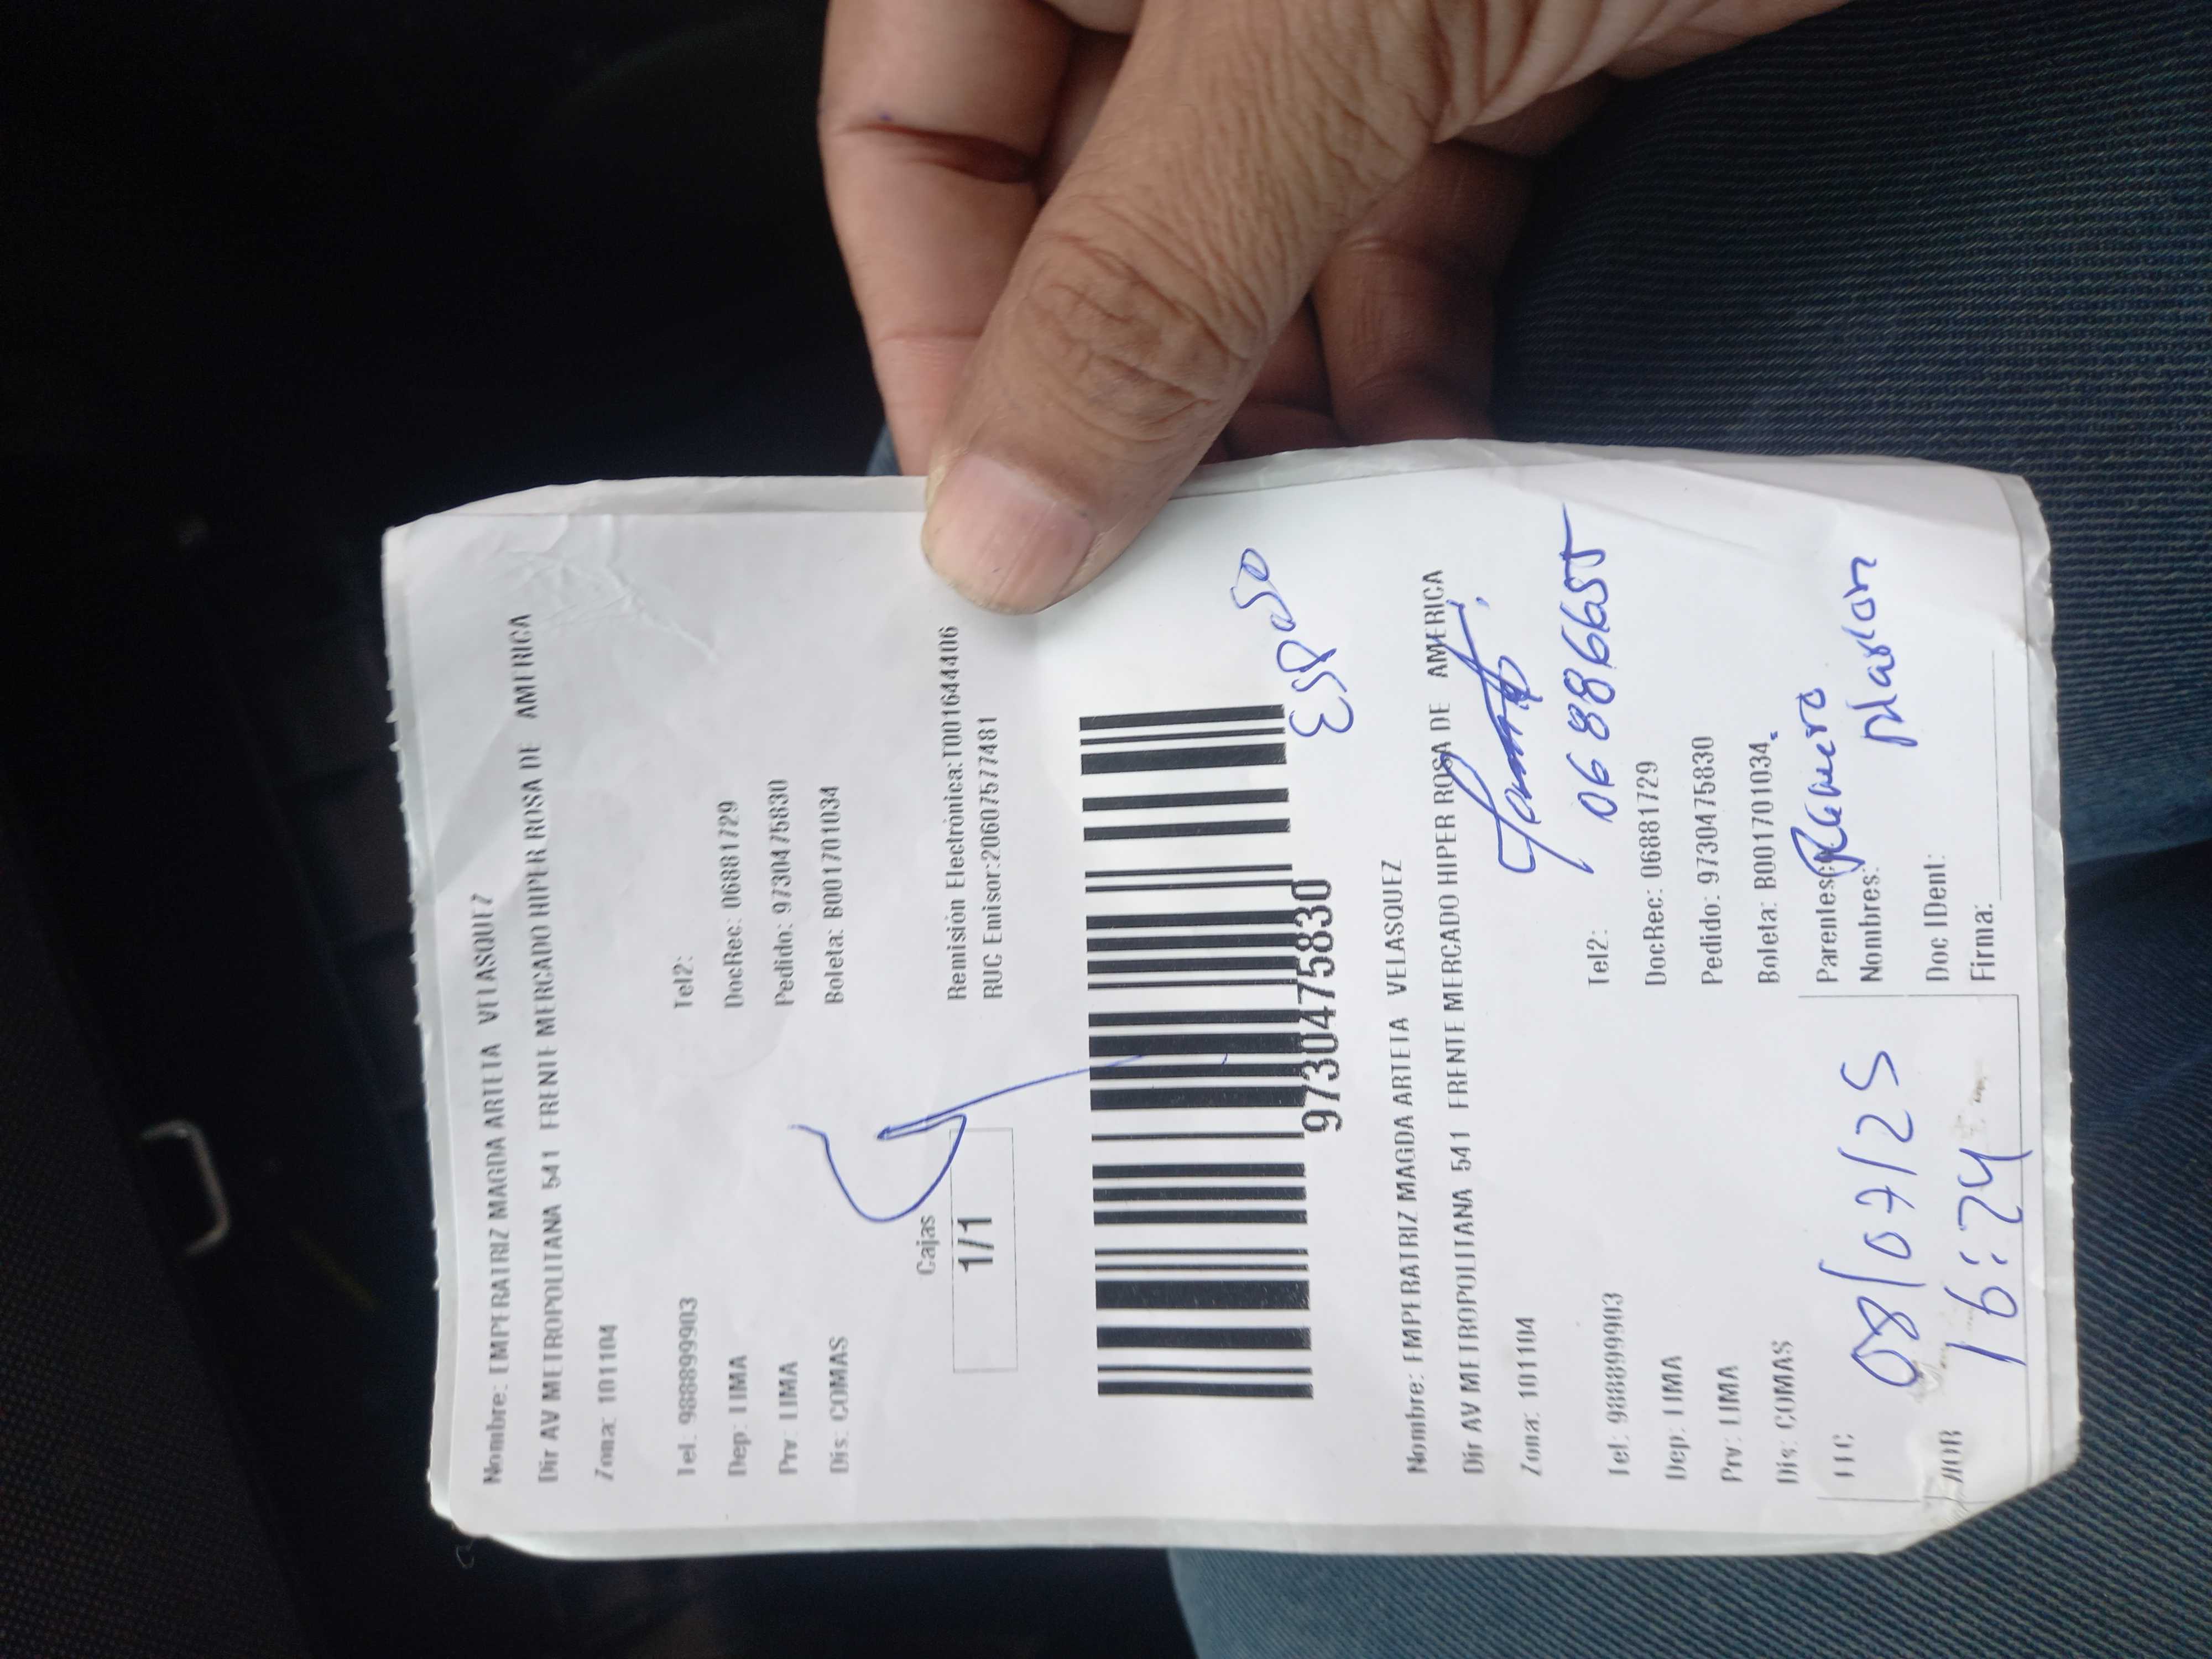 Nombre: EMPERATRIZ MAGDA ARTETA VELASQUEZ
Dir AV METROPOLITANA 541 FRENTE MERCADO HIPER ROSA DE AMERICA
Zona: 101104
Tel: 988899903 Tel2:
Dep: LIMA DocRec: 06881729
Prv: LIMA Pedido: 9730475830
Dis: COMAS Boleta: B001701034
Cajas
1/1
Remisión Electrónica: T001644406
RUC Emisor: 20607577481
9730475830
Esposo
Nombre: EMPERATRIZ MAGDA ARTETA VELASQUEZ
Dir AV METROPOLITANA 541 FRENTE MERCADO HIPER ROSA DE AMERICA
Zona: 101104
06886655
Tel: 988899903 Tel2:
Dep: LIMA DocRec: 06881729
Prv: LIMA Pedido: 9730475830
Dis: COMAS Boleta: B001701034
08/07/25
Nombres:
HOR 16:24
Doc IDent:
Firma: